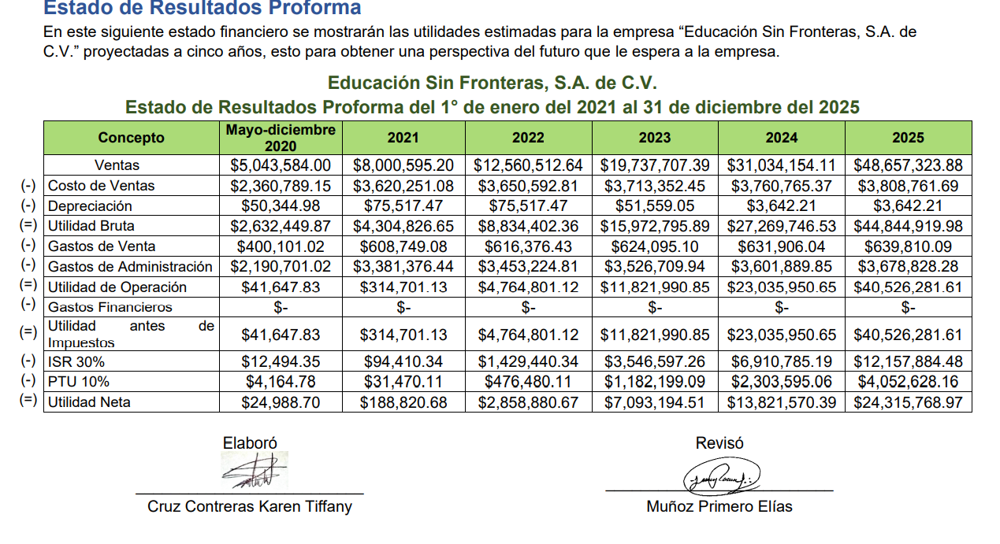 Estado de Resultados Proforma
En este siguiente estado financiero se mostrarán las utilidades estimadas para la empresa “Educación Sin Fronteras, S.A. de
C.V.” proyectadas a cinco años, esto para obtener una perspectiva del futuro que le espera a la empresa.
Educación Sin Fronteras, S.A. de C.V.
Estado de Resultados Proforma del 1° de enero del 2021 al 31 de diciembre del 2025
Concepto Mayo-diciembre 2020 2021 2022 2023 2024 2025
Ventas $5,043,584.00 $8,000,595.20 $12,560,512.64 $19,737,707.39 $31,034,154.11 $48,657,323.88
(-) Costo de Ventas $2,360,789.15 $3,620,251.08 $3,650,592.81 $3,713,352.45 $3,760,765.37 $3,808,761.69
(-) Depreciación $50,344.98 $75,517.47 $75,517.47 $51,559.05 $3,642.21 $3,642.21
(=) Utilidad Bruta $2,632,449.87 $4,304,826.65 $8,834,402.36 $15,972,795.89 $27,269,746.53 $44,844,919.98
(-) Gastos de Venta $400,101.02 $608,749.08 $616,376.43 $624,095.10 $631,906.04 $639,810.09
(-) Gastos de Administración $2,190,701.02 $3,381,376.44 $3,453,224.81 $3,526,709.94 $3,601,889.85 $3,678,828.28
(=) Utilidad de Operación $41,647.83 $314,701.13 $4,764,801.12 $11,821,990.85 $23,035,950.65 $40,526,281.61
(-) Gastos Financieros $- $- $- $- $- $-
(=) Utilidad antes de Impuestos $41,647.83 $314,701.13 $4,764,801.12 $11,821,990.85 $23,035,950.65 $40,526,281.61
(-) ISR 30% $12,494.35 $94,410.34 $1,429,440.34 $3,546,597.26 $6,910,785.19 $12,157,884.48
(-) PTU 10% $4,164.78 $31,470.11 $476,480.11 $1,182,199.09 $2,303,595.06 $4,052,628.16
(=) Utilidad Neta $24,988.70 $188,820.68 $2,858,880.67 $7,093,194.51 $13,821,570.39 $24,315,768.97
Elaboró Revisó
Cruz Contreras Karen Tiffany Muñoz Primero Elías